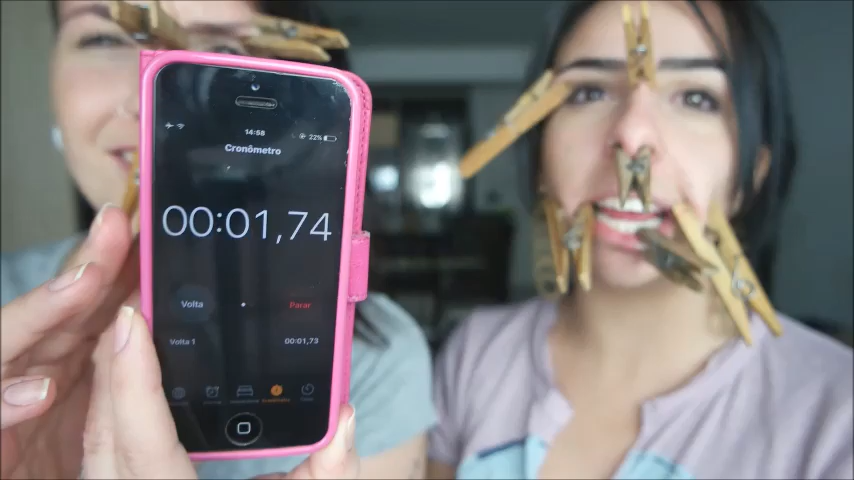 14:58
22%
Cronômetro
00:01,74
Volta
Parar
Volta 1
00:01,73